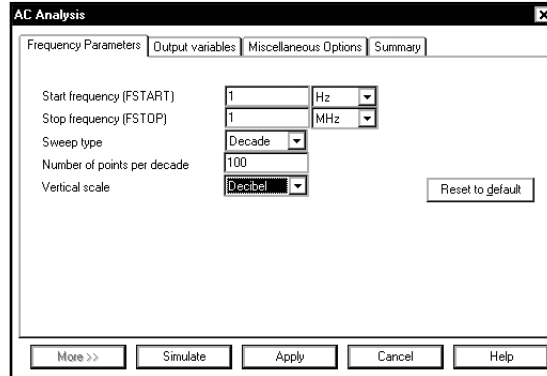 AC Analysis
Frequency Parameters Output variables Miscellaneous Options Summary
Start frequency (FSTART) 1 Hz
Stop frequency (FSTOP) 1 MHz
Sweep type Decade
Number of points per decade 100
Vertical scale Decibel
Reset to default
More >> Simulate Apply Cancel Help